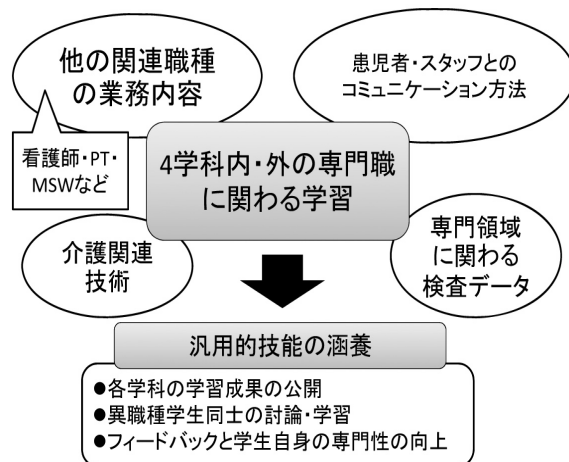 他の関連職種
の業務内容
患児者・スタッフとの
コミュニケーション方法
看護師・PT・
MSWなど
4学科内・外の専門職
に関わる学習
介護関連
技術
専門領域
に関わる
検査データ
汎用的技能の涵養
●各学科の学習成果の公開
●異職種学生同士の討論・学習
●フィードバックと学生自身の専門性の向上